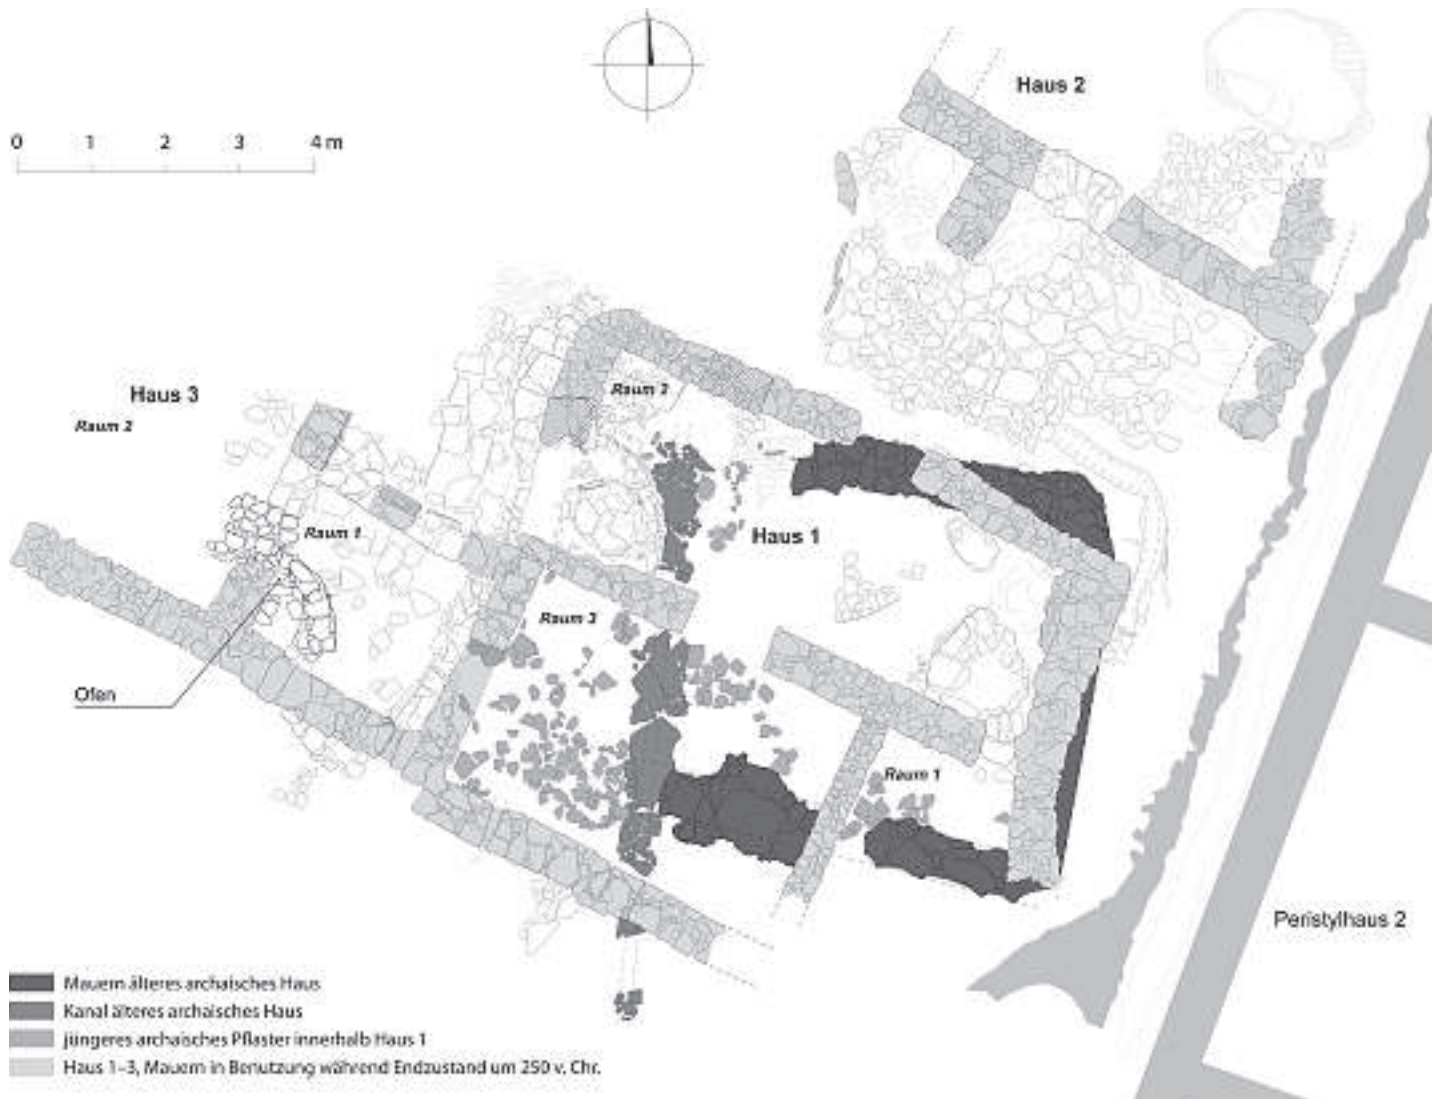 Haus 2
0 1 2 3 4 m
Raum 2
Haus 3
Raum 2
Raum 1
Haus 1
Raum 3
Ofen
Raum 1
Peristylhaus 2
Mauern älteres archaisches Haus
Kanal älteres archaisches Haus
jüngeres archaisches Pflaster innerhalb Haus 1
Haus 1–3, Mauern in Benutzung während Endzustand um 250 v. Chr.